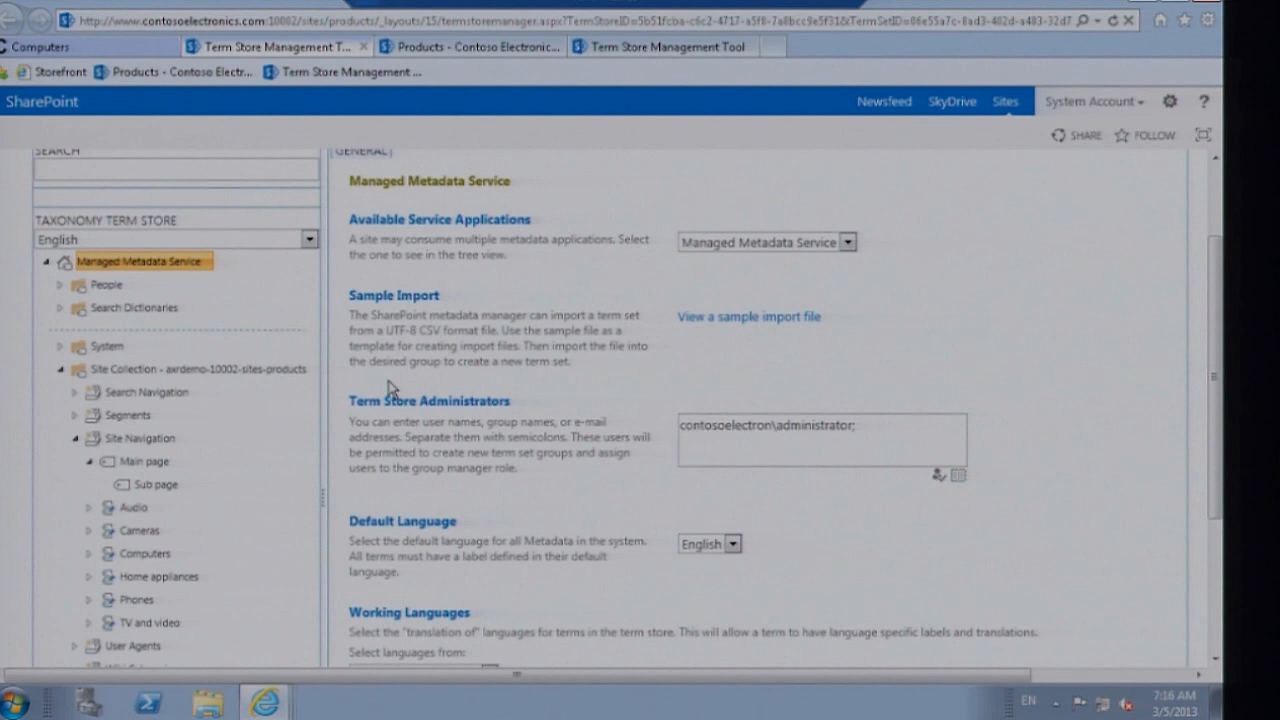 http://www.contosoelectronics.com:10002/sites/products/_layouts/15/termstoremanager.aspx?TermStoreID=5b51fcba-c6c2-4717-a5f8-7a8bcc9e5f31&TermSetID=06e55a7c-8ad3-402d-a483-32d7
Computers
Term Store Management T...
Products - Contoso Electronic...
Term Store Management Tool
Storefront
Products - Contoso Electr...
Term Store Management ...
SharePoint
Newsfeed
SkyDrive
Sites
System Account
?
SHARE
FOLLOW
SEARCH
GENERAL
Managed Metadata Service
TAXONOMY TERM STORE
English
Managed Metadata Service
People
Search Dictionaries
System
Site Collection - axrdemo-10002-sites-products
Search Navigation
Segments
Site Navigation
Main page
Sub page
Audio
Cameras
Computers
Home appliances
Phones
TV and video
User Agents
Available Service Applications
A site may consume multiple metadata applications. Select
the one to see in the tree view.
Managed Metadata Service
Sample Import
The SharePoint metadata manager can import a term set
from a UTF-8 CSV format file. Use the sample file as a
template for creating import files. Then import the file into
the desired group to create a new term set.
View a sample import file
Term Store Administrators
You can enter user names, group names, or e-mail
addresses. Separate them with semicolons. These users will
be permitted to create new term set groups and assign
users to the group manager role.
contosoelectron\administrator;
Default Language
Select the default language for all Metadata in the system.
All terms must have a label defined in their default
language.
English
Working Languages
Select the "translation of" languages for terms in the term store. This will allow a term to have language specific labels and translations.
Select languages from:
EN
7:16 AM
3/5/2013